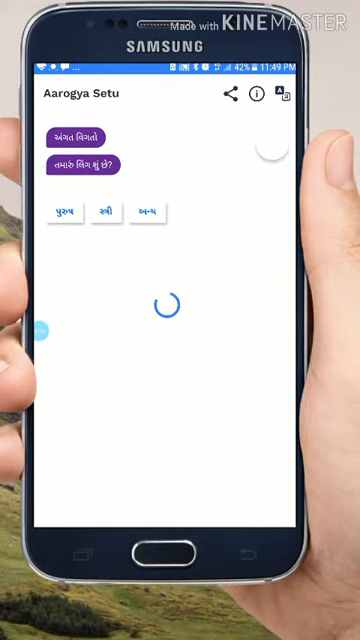 Made with KINEMASTER
SAMSUNG
42% 11:49 PM
Aarogya Setu
અંગત વિગતો
તમારું લિંગ શું છે?
પુરુષ સ્ત્રી અન્ય